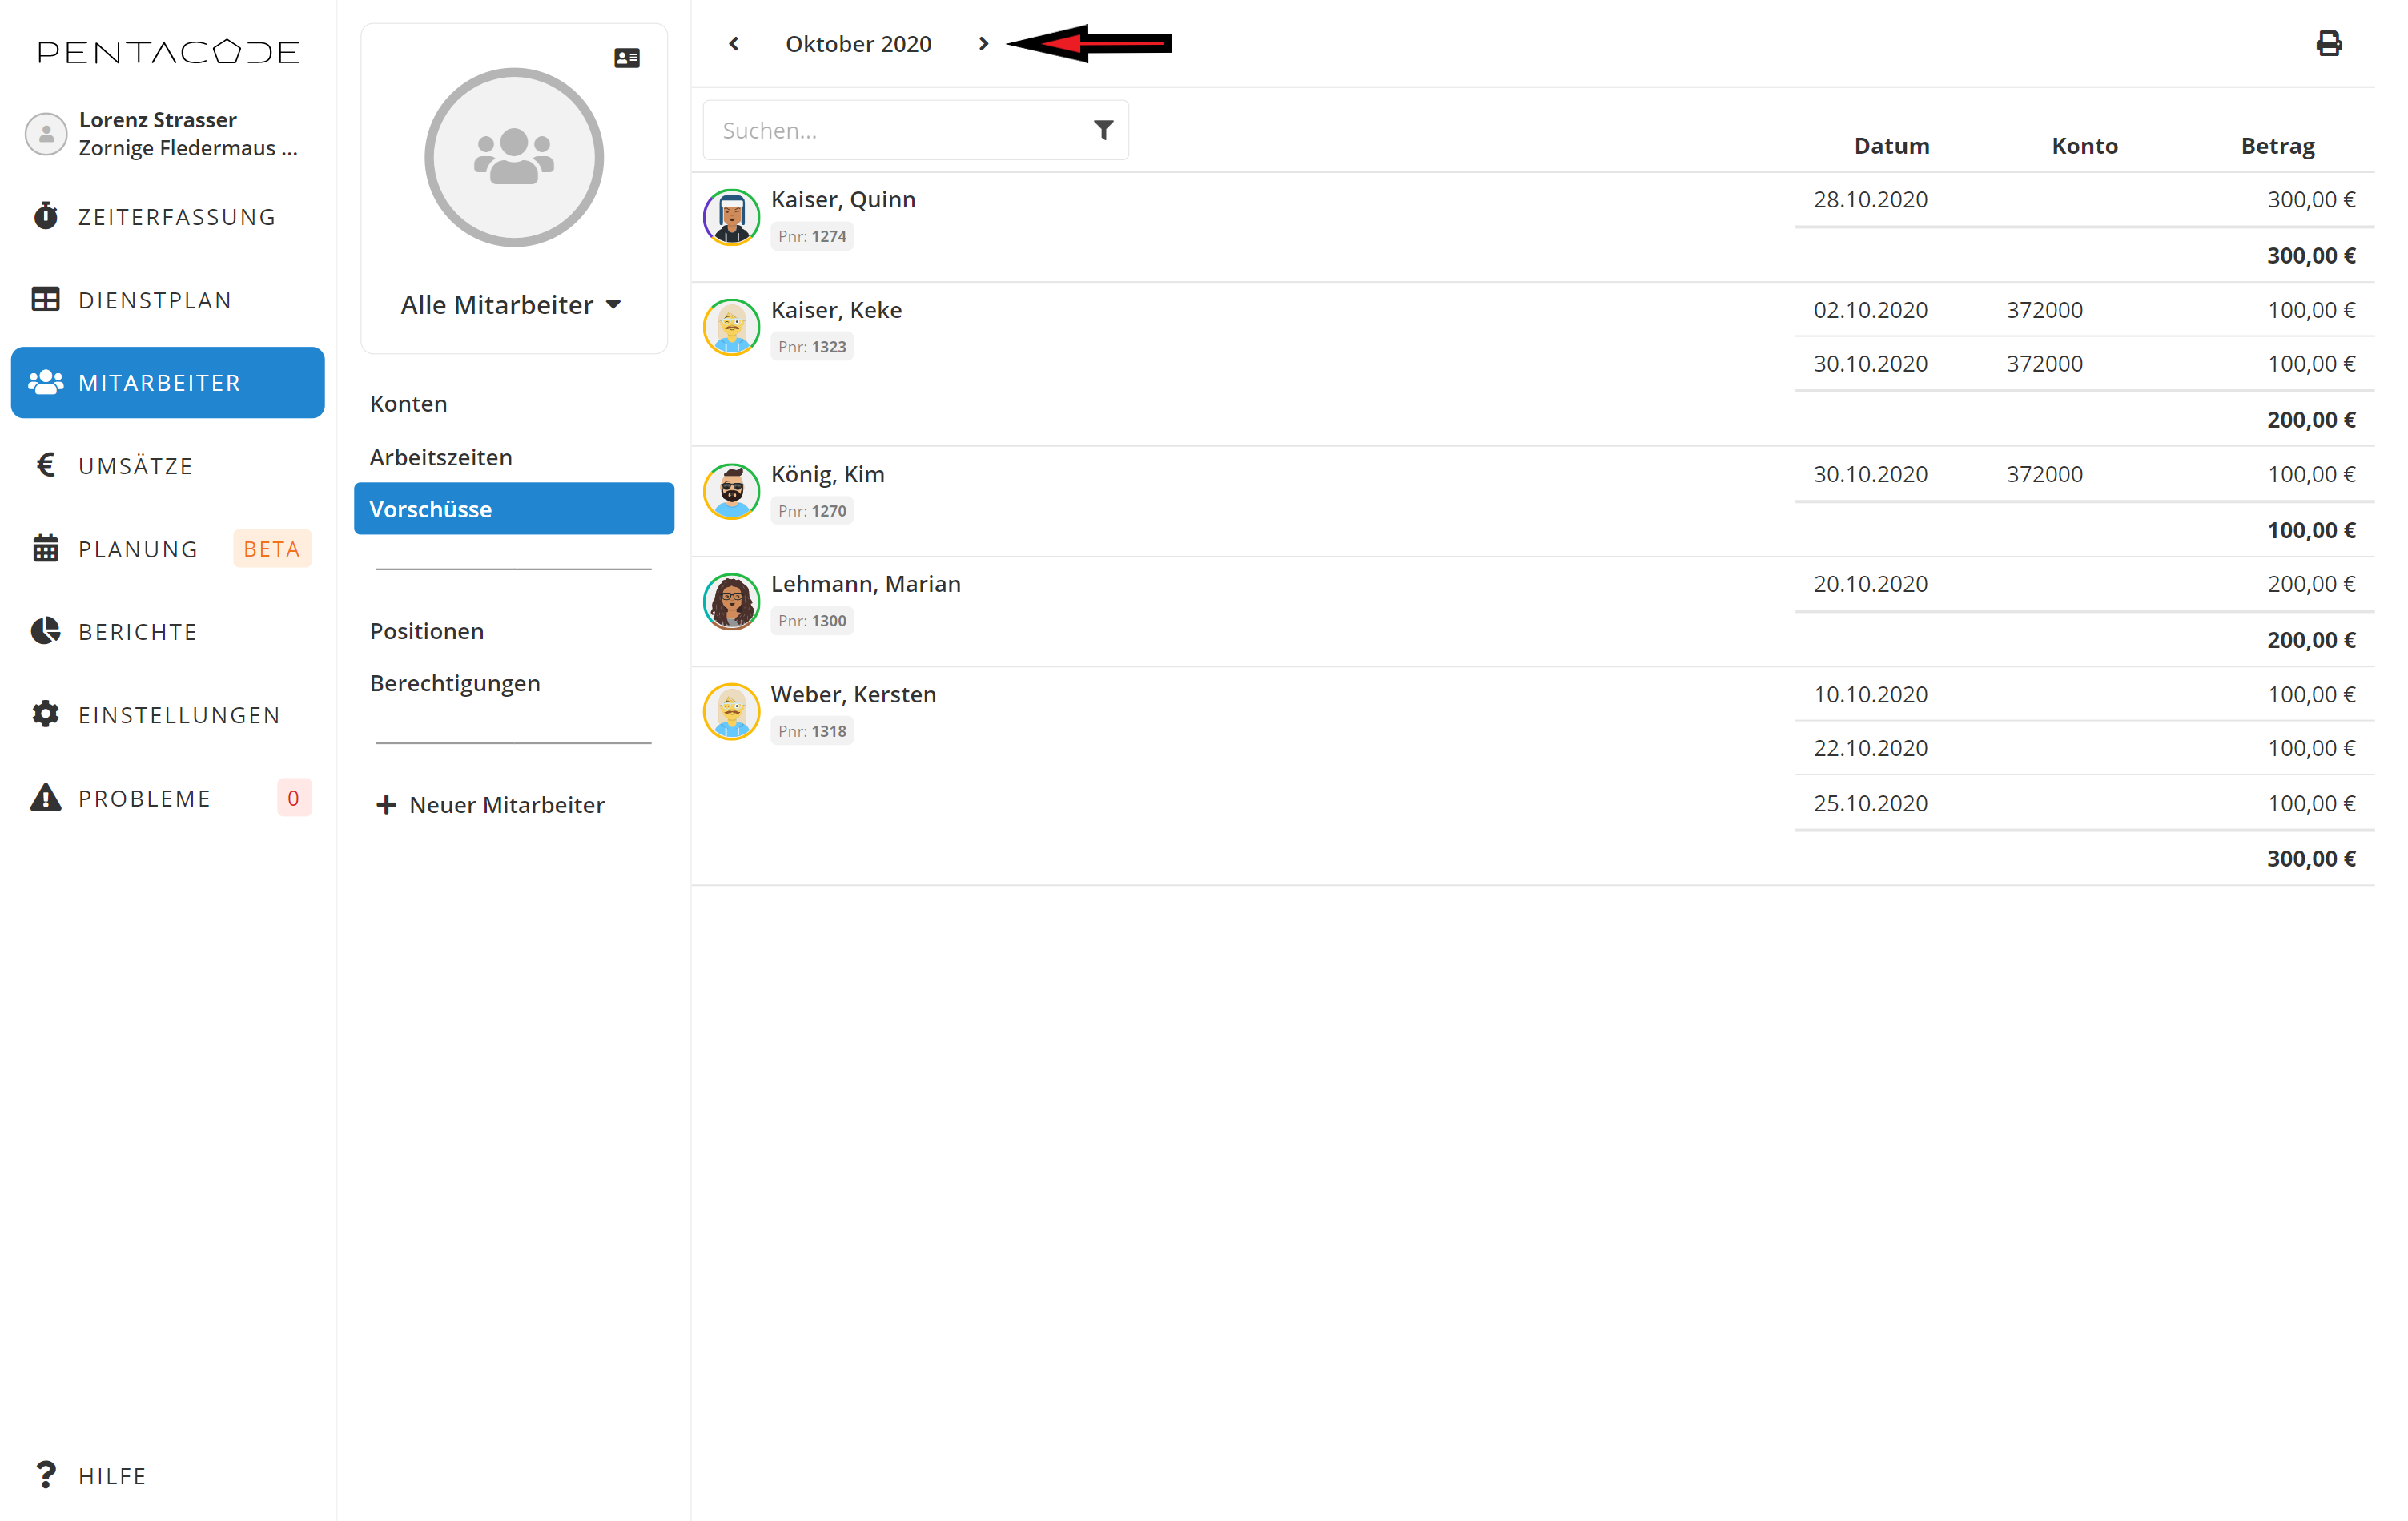 PENTACODE
Lorenz Strasser
Zornige Fledermaus ...
ZEITERFASSUNG
DIENSTPLAN
MITARBEITER
UMSÄTZE
PLANUNG BETA
BERICHTE
EINSTELLUNGEN
PROBLEME 0
HILFE
Alle Mitarbeiter
Konten
Arbeitszeiten
Vorschüsse
Positionen
Berechtigungen
Neuer Mitarbeiter
Oktober 2020
Suchen...
Datum Konto Betrag
Kaiser, Quinn 28.10.2020 300,00 €
Pnr: 1274
300,00 €
Kaiser, Keke 02.10.2020 372000 100,00 €
Pnr: 1323
30.10.2020 372000 100,00 €
200,00 €
König, Kim 30.10.2020 372000 100,00 €
Pnr: 1270
100,00 €
Lehmann, Marian 20.10.2020 200,00 €
Pnr: 1300
200,00 €
Weber, Kersten 10.10.2020 100,00 €
Pnr: 1318
22.10.2020 100,00 €
25.10.2020 100,00 €
300,00 €